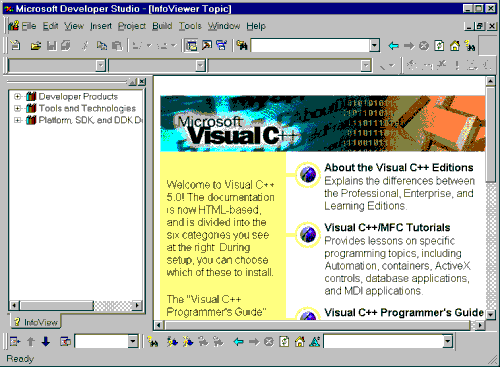 Microsoft Developer Studio - [InfoViewer Topic]
File Edit View Insert Project Build Tools Window Help
Developer Products
Tools and Technologies
Platform, SDK, and DDK Do
InfoView
Microsoft
Visual C++
Welcome to Visual C++
5.0! The documentation
is now HTML-based,
and is divided into the
six categories you see
at the right. During
setup, you can choose
which of these to install.
The "Visual C++
Programmer's Guide"
About the Visual C++ Editions
Explains the differences between
the Professional, Enterprise, and
Learning Editions.
Visual C++/MFC Tutorials
Provides lessons on specific
programming topics, including
Automation, containers, ActiveX
controls, database applications,
and MDI applications.
Visual C++ Programmer's Guide
Ready